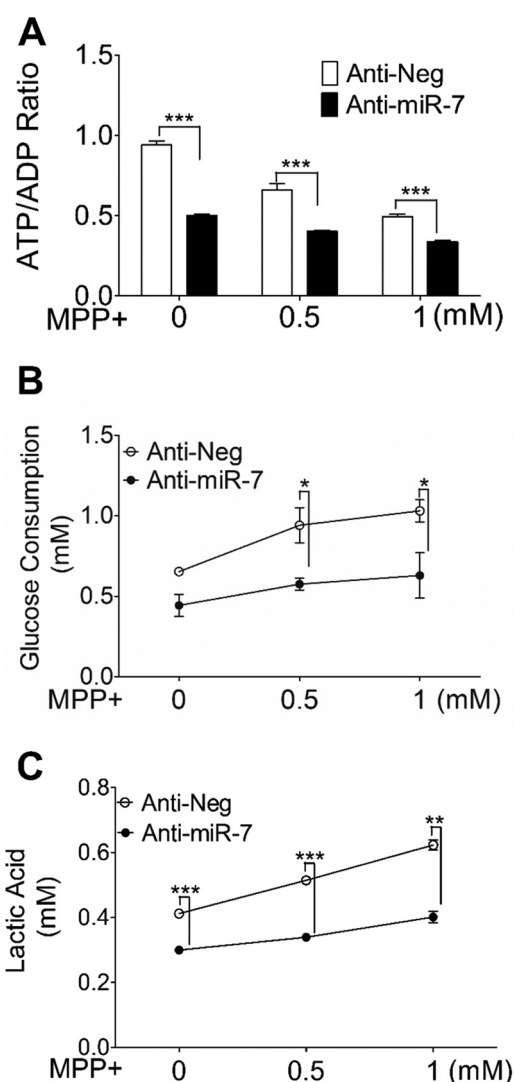 A
ATP/ADP Ratio
1.5
1.0
0.5
0.0
Anti-Neg
Anti-miR-7
***
***
***
MPP+ 0 0.5 1 (mM)
B
Glucose Consumption
(mM)
1.5
1.0
0.5
0.0
Anti-Neg
Anti-miR-7
*
*
MPP+ 0 0.5 1 (mM)
C
Lactic Acid
(mM)
0.8
0.6
0.4
0.2
0.0
Anti-Neg
Anti-miR-7
***
***
**
MPP+ 0 0.5 1 (mM)